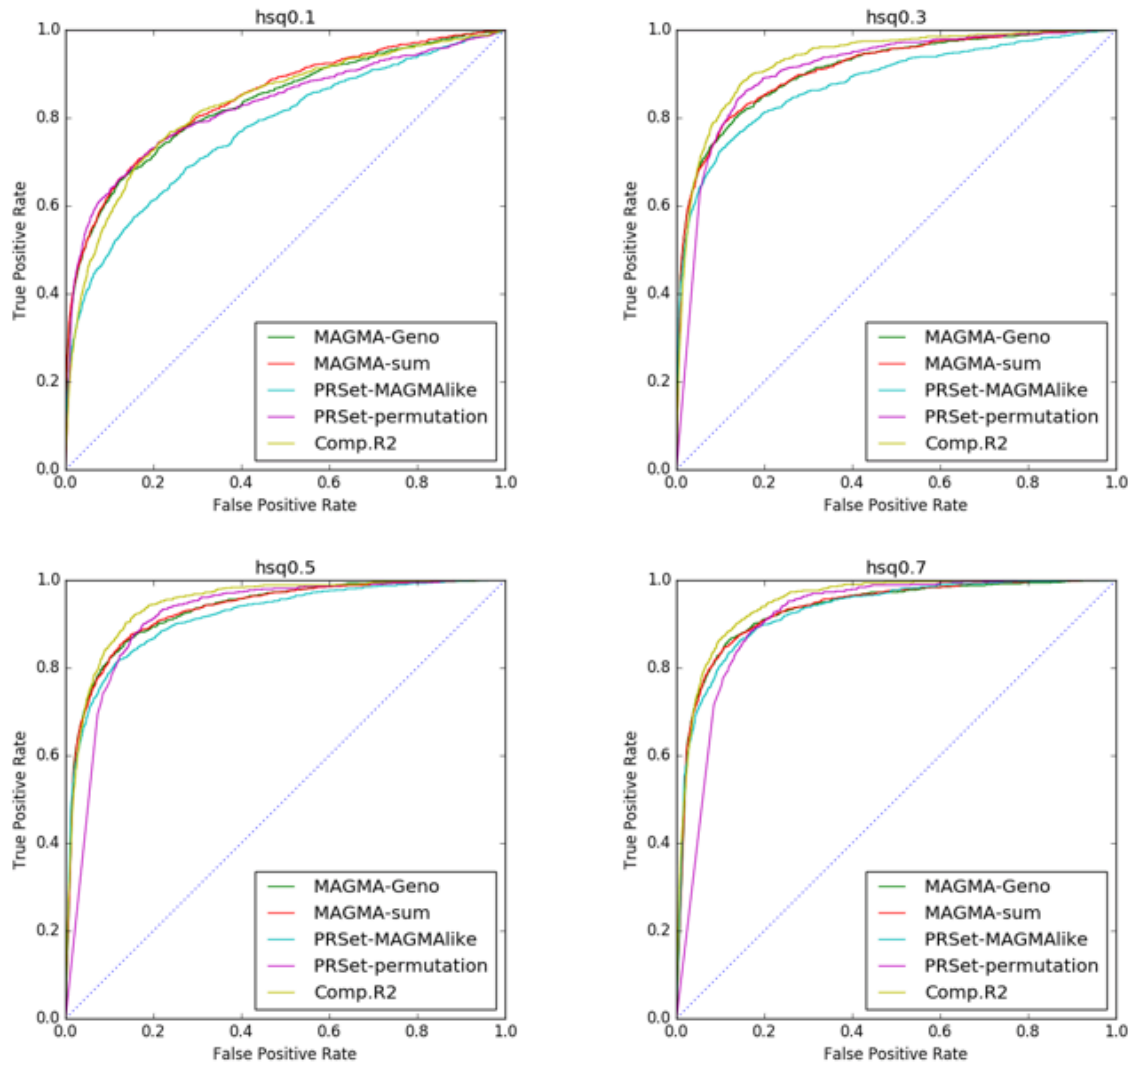 hsq0.1
1.0
0.8
0.6
0.4
0.2
0.0
True Positive Rate
MAGMA-Geno
MAGMA-sum
PRSet-MAGMAlike
PRSet-permutation
Comp.R2
0.0 0.2 0.4 0.6 0.8 1.0
False Positive Rate
hsq0.3
1.0
0.8
0.6
0.4
0.2
0.0
True Positive Rate
MAGMA-Geno
MAGMA-sum
PRSet-MAGMAlike
PRSet-permutation
Comp.R2
0.0 0.2 0.4 0.6 0.8 1.0
False Positive Rate
hsq0.5
1.0
0.8
0.6
0.4
0.2
0.0
True Positive Rate
MAGMA-Geno
MAGMA-sum
PRSet-MAGMAlike
PRSet-permutation
Comp.R2
0.0 0.2 0.4 0.6 0.8 1.0
False Positive Rate
hsq0.7
1.0
0.8
0.6
0.4
0.2
0.0
True Positive Rate
MAGMA-Geno
MAGMA-sum
PRSet-MAGMAlike
PRSet-permutation
Comp.R2
0.0 0.2 0.4 0.6 0.8 1.0
False Positive Rate